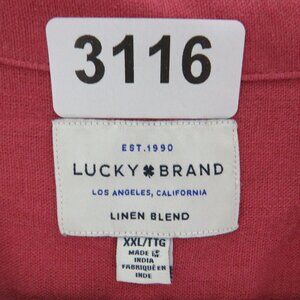 3116
EST. 1990
LUCKY BRAND
LOS ANGELES, CALIFORNIA
LINEN BLEND
XXL/TTG
MADE IN
INDIA
FABRIQUÉ EN
INDE